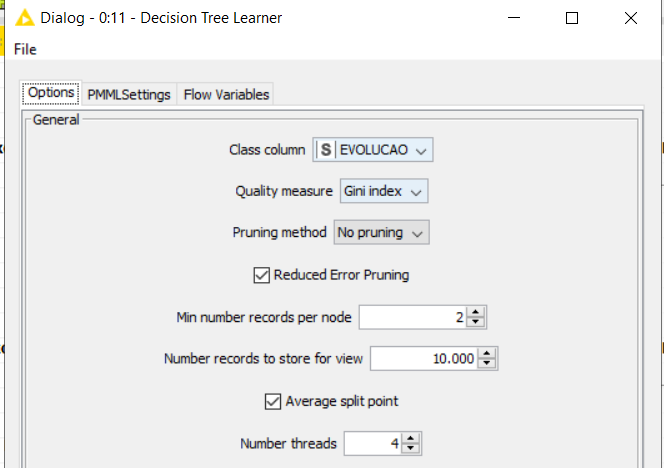 Dialog - 0:11 - Decision Tree Learner
File
Options PMMLSettings Flow Variables
General
Class column S EVOLUCAO
Quality measure Gini index
Pruning method No pruning
Reduced Error Pruning
Min number records per node 2
Number records to store for view 10.000
Average split point
Number threads 4